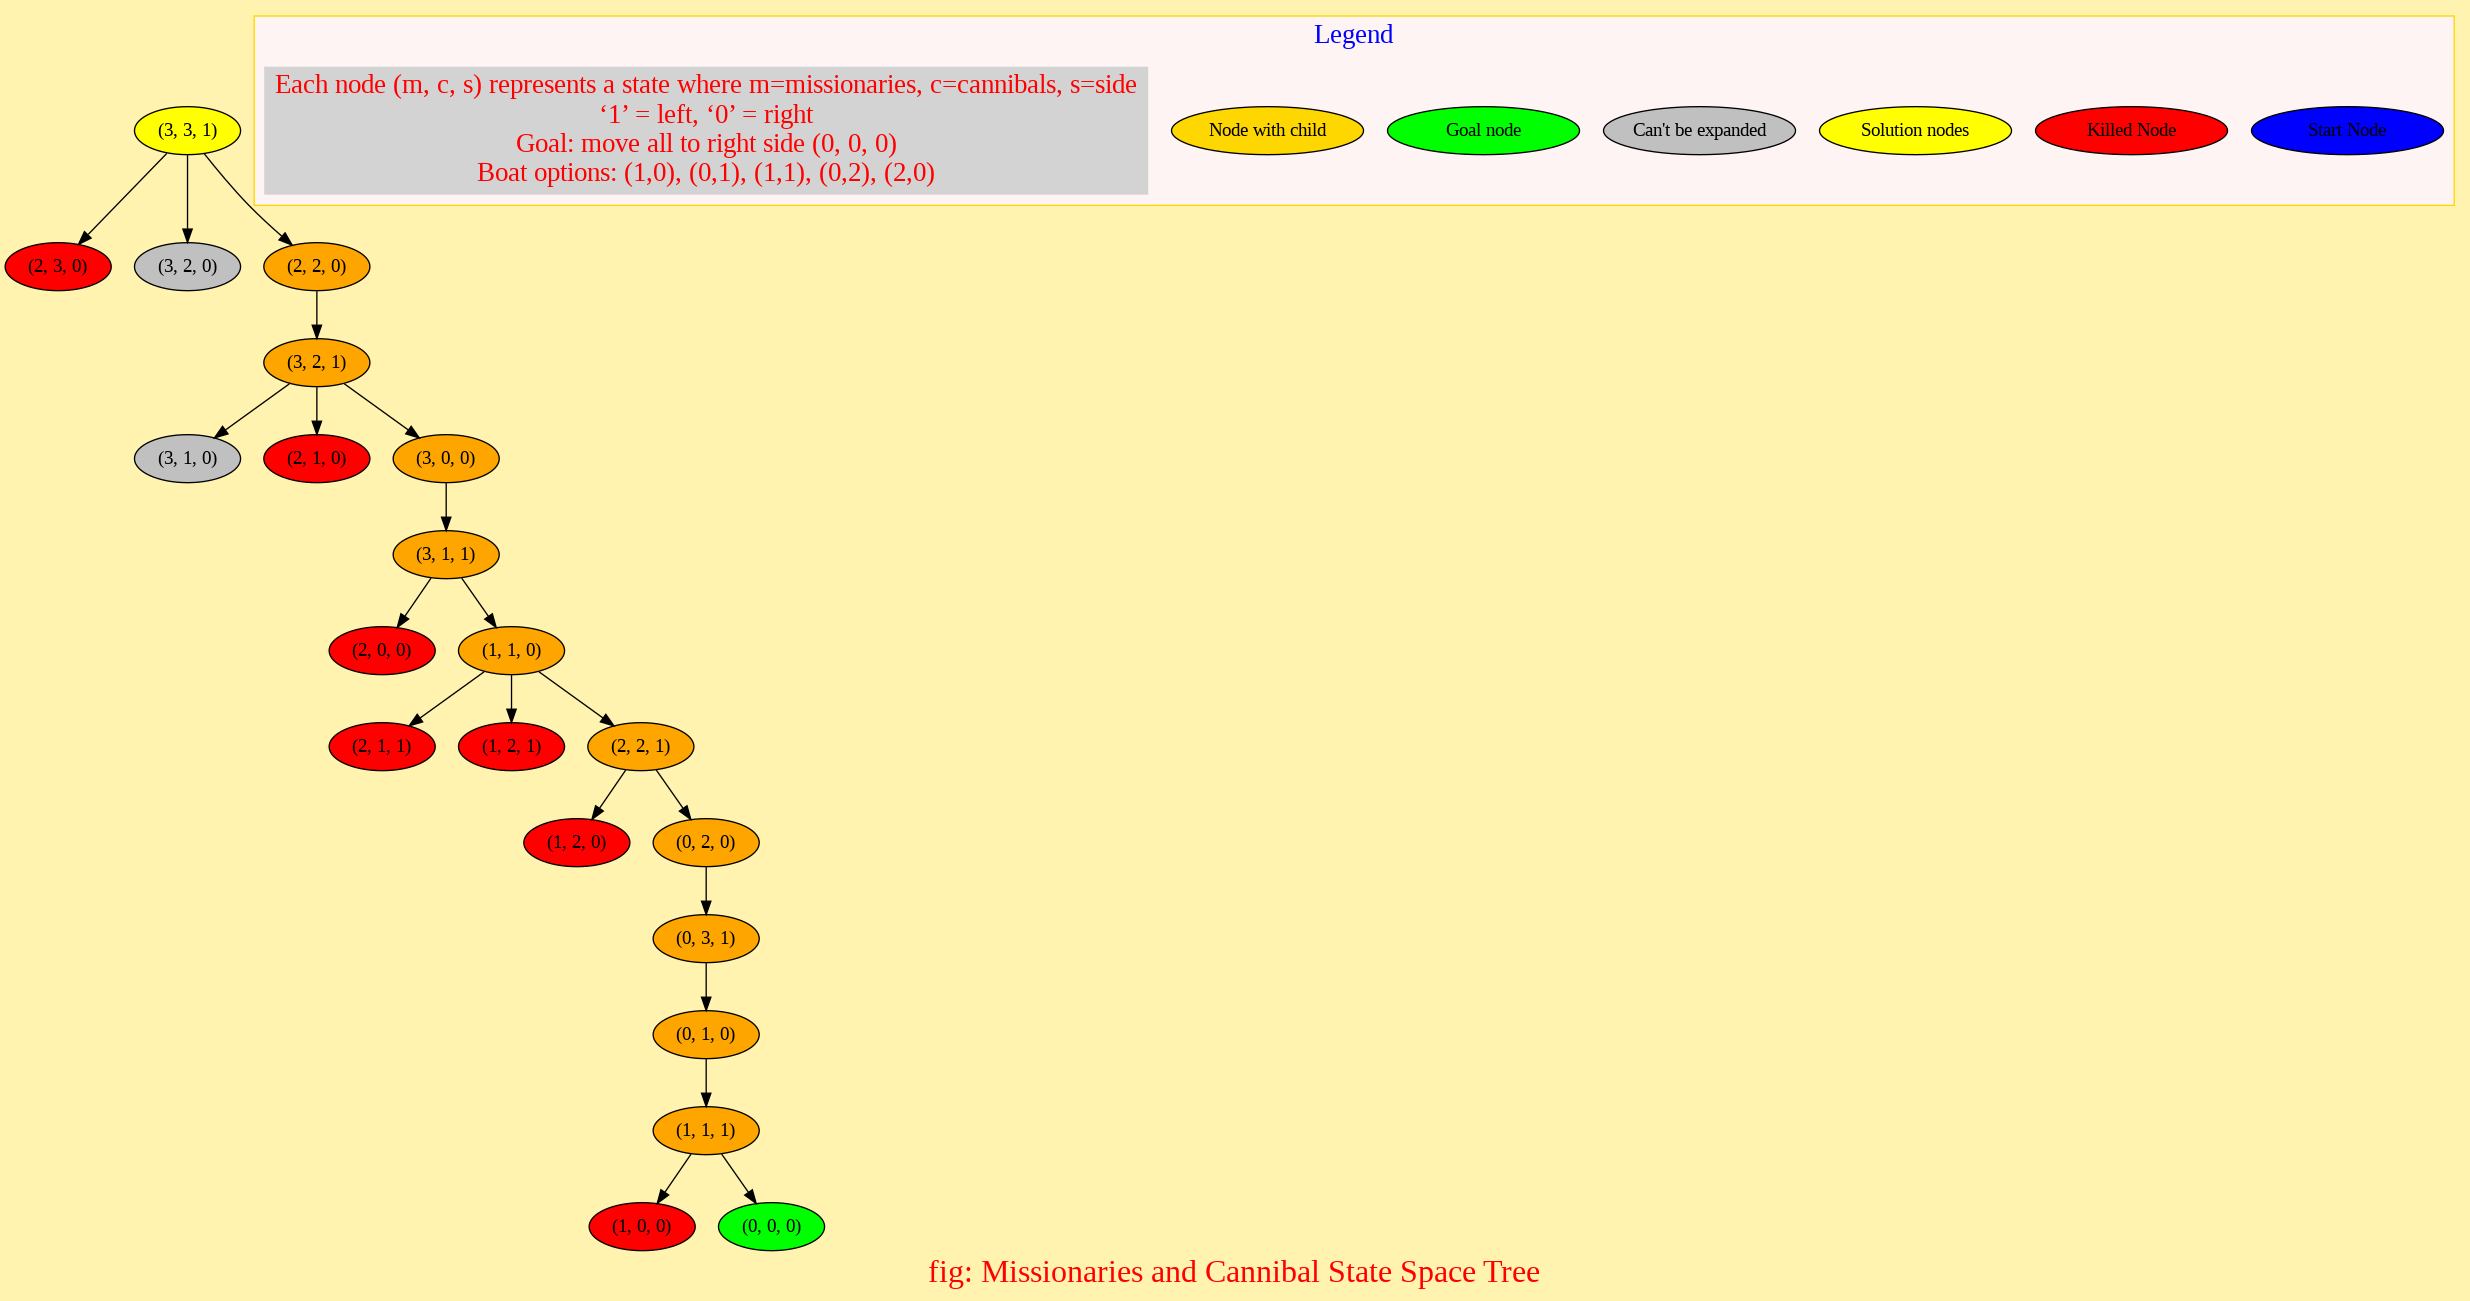 Legend
Each node (m, c, s) represents a state where m=missionaries, c=cannibals, s=side
‘1’ = left, ‘0’ = right
Goal: move all to right side (0, 0, 0)
Boat options: (1,0), (0,1), (1,1), (0,2), (2,0)
Node with child
Goal node
Can't be expanded
Solution nodes
Killed Node
Start Node
(3, 3, 1)
(2, 3, 0)
(3, 2, 0)
(2, 2, 0)
(3, 2, 1)
(3, 1, 0)
(2, 1, 0)
(3, 0, 0)
(3, 1, 1)
(2, 0, 0)
(1, 1, 0)
(2, 1, 1)
(1, 2, 1)
(2, 2, 1)
(1, 2, 0)
(0, 2, 0)
(0, 3, 1)
(0, 1, 0)
(1, 1, 1)
(1, 0, 0)
(0, 0, 0)
fig: Missionaries and Cannibal State Space Tree